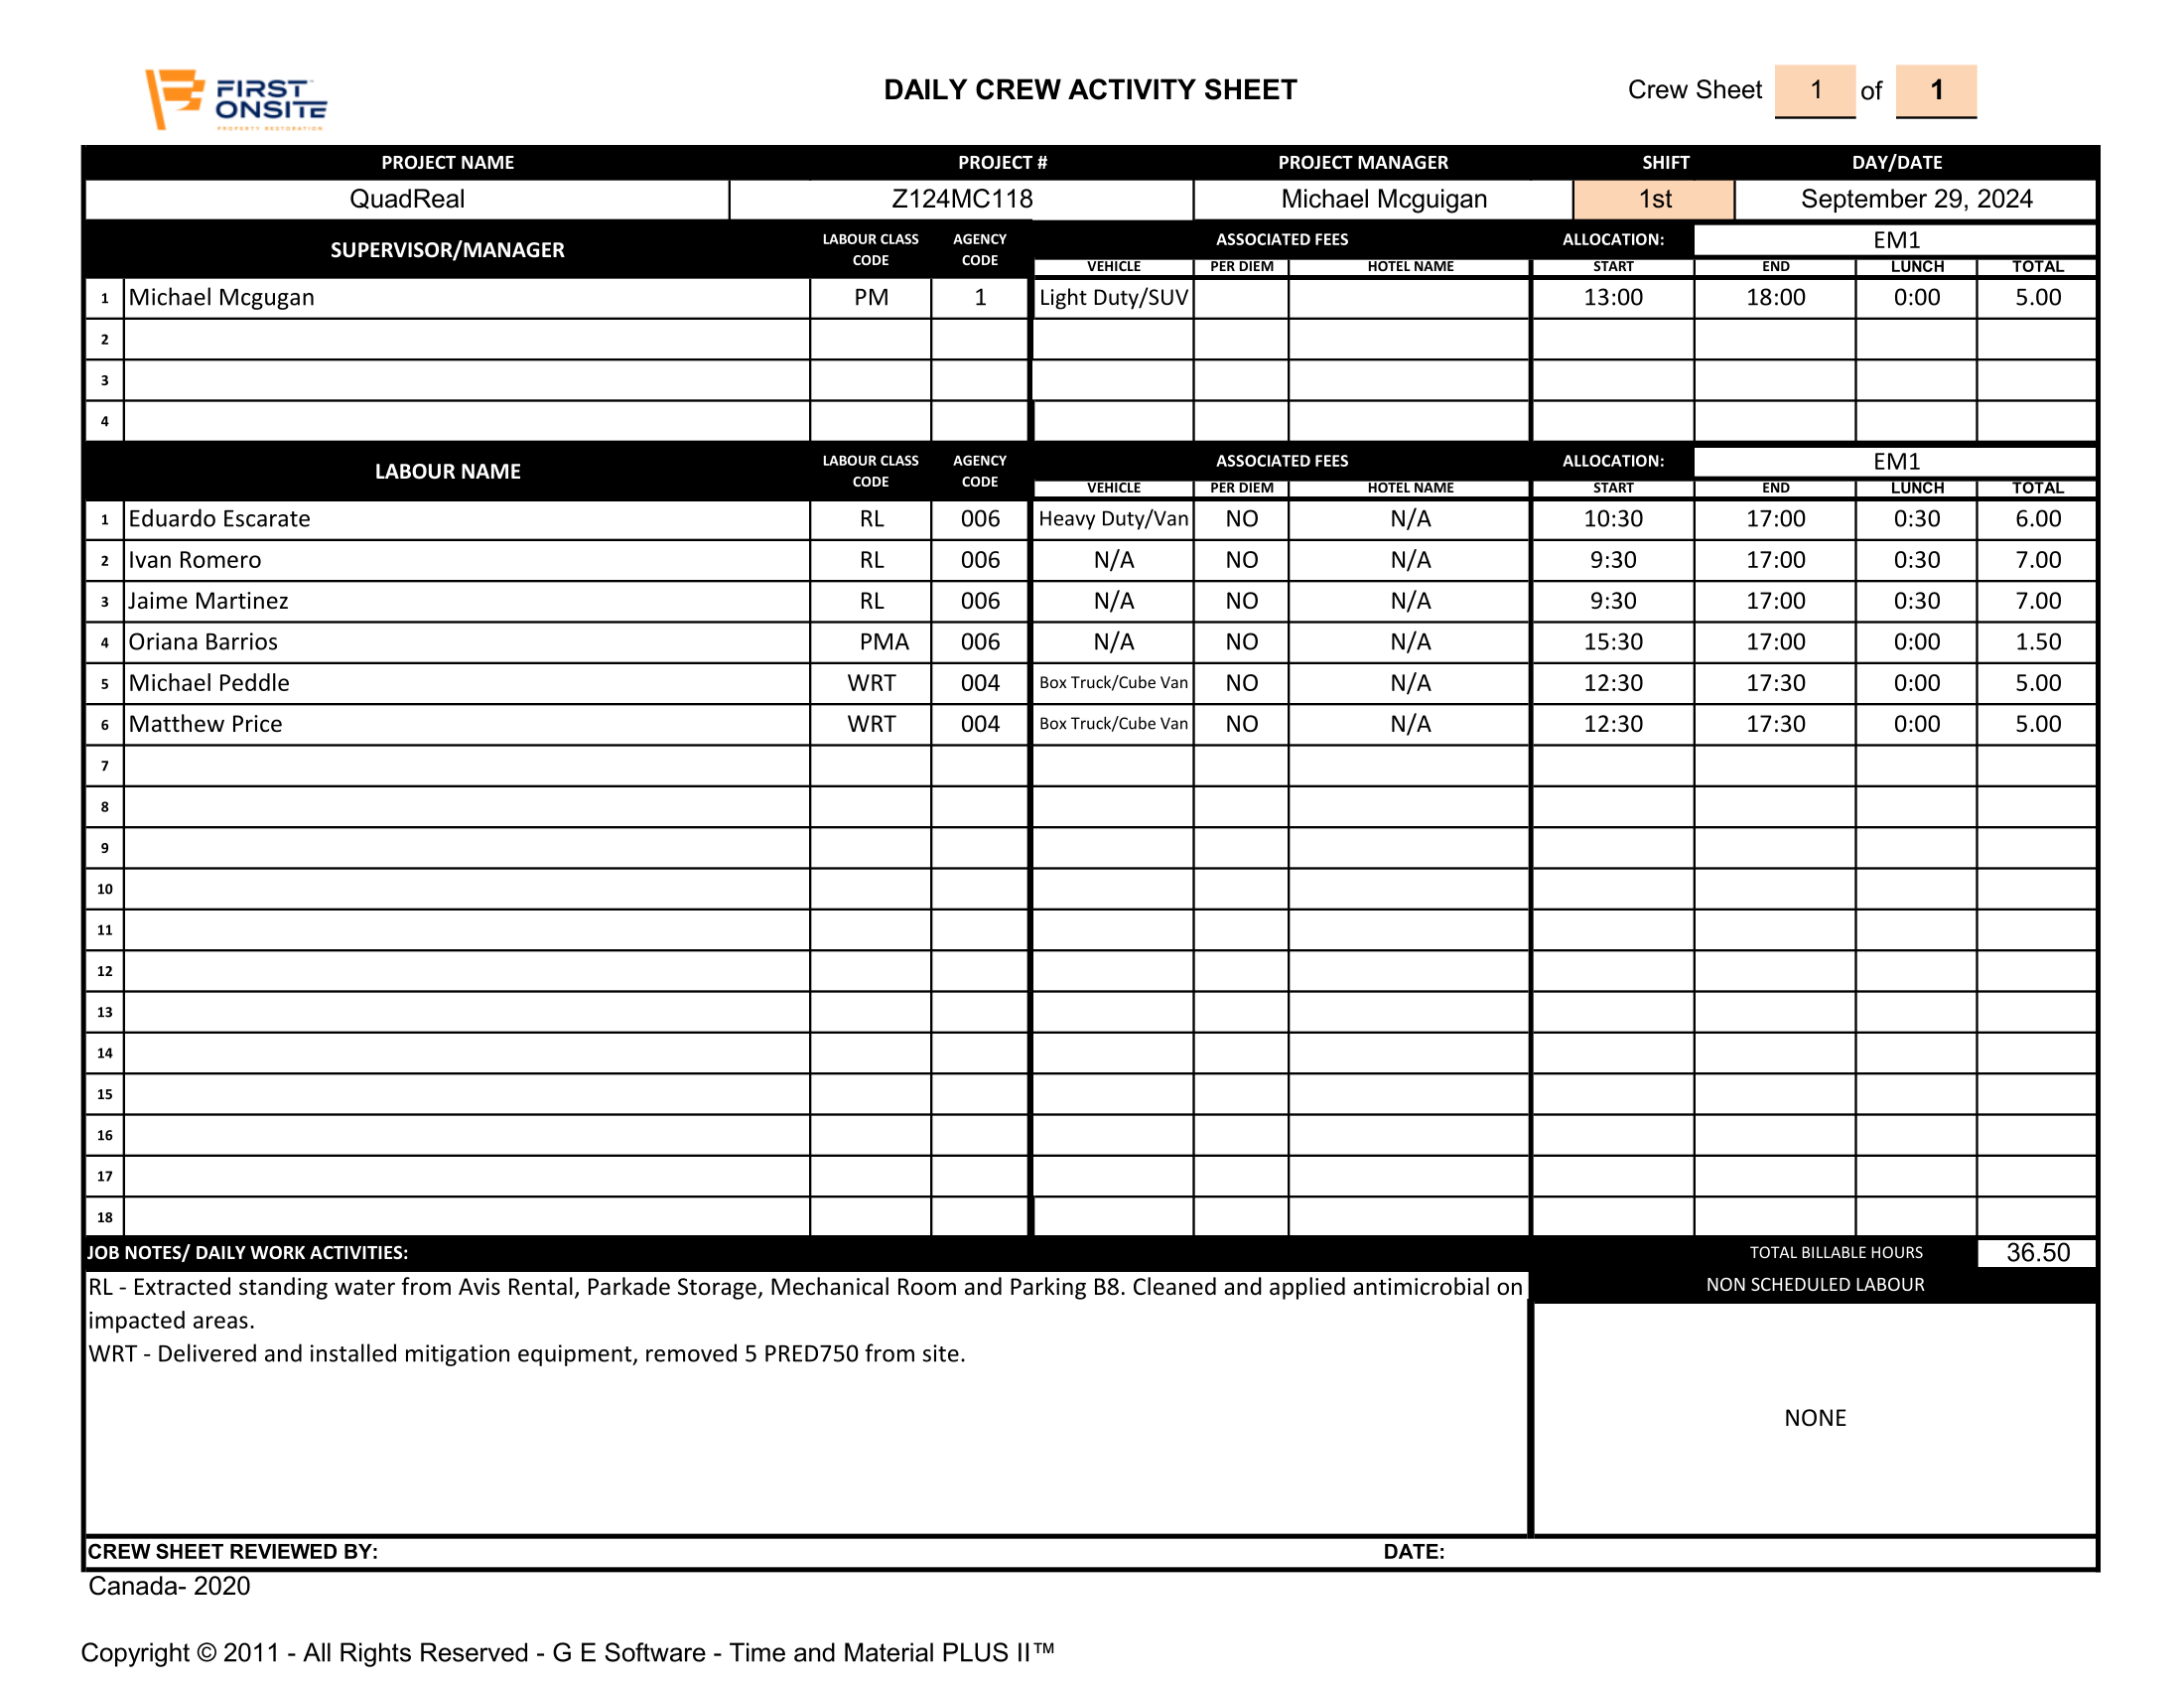 FIRST
ONSITE
PROPERTY RESTORATION
DAILY CREW ACTIVITY SHEET
Crew Sheet 1 of 1
PROJECT NAME PROJECT # PROJECT MANAGER SHIFT DAY/DATE
QuadReal Z124MC118 Michael Mcguigan 1st September 29, 2024
SUPERVISOR/MANAGER LABOUR CLASS CODE AGENCY CODE ASSOCIATED FEES ALLOCATION: EM1
VEHICLE PER DIEM HOTEL NAME START END LUNCH TOTAL
1 Michael Mcgugan PM 1 Light Duty/SUV 13:00 18:00 0:00 5.00
2
3
4
LABOUR NAME LABOUR CLASS CODE AGENCY CODE ASSOCIATED FEES ALLOCATION: EM1
VEHICLE PER DIEM HOTEL NAME START END LUNCH TOTAL
1 Eduardo Escarate RL 006 Heavy Duty/Van NO N/A 10:30 17:00 0:30 6.00
2 Ivan Romero RL 006 N/A NO N/A 9:30 17:00 0:30 7.00
3 Jaime Martinez RL 006 N/A NO N/A 9:30 17:00 0:30 7.00
4 Oriana Barrios PMA 006 N/A NO N/A 15:30 17:00 0:00 1.50
5 Michael Peddle WRT 004 Box Truck/Cube Van NO N/A 12:30 17:30 0:00 5.00
6 Matthew Price WRT 004 Box Truck/Cube Van NO N/A 12:30 17:30 0:00 5.00
7
8
9
10
11
12
13
14
15
16
17
18
JOB NOTES/ DAILY WORK ACTIVITIES: TOTAL BILLABLE HOURS 36.50
RL - Extracted standing water from Avis Rental, Parkade Storage, Mechanical Room and Parking B8. Cleaned and applied antimicrobial on NON SCHEDULED LABOUR
impacted areas.
WRT - Delivered and installed mitigation equipment, removed 5 PRED750 from site.
NONE
CREW SHEET REVIEWED BY: DATE:
Canada- 2020
Copyright © 2011 - All Rights Reserved - G E Software - Time and Material PLUS II™